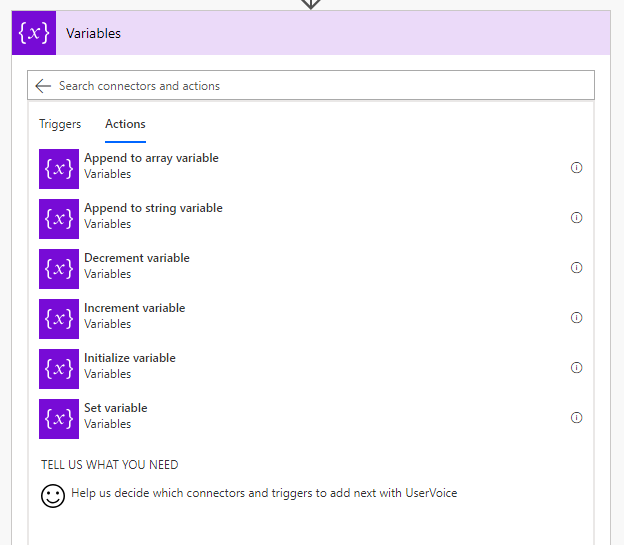 {x} Variables
Search connectors and actions
Triggers Actions
{x} Append to array variable
Variables
{x} Append to string variable
Variables
{x} Decrement variable
Variables
{x} Increment variable
Variables
{x} Initialize variable
Variables
{x} Set variable
Variables
TELL US WHAT YOU NEED
Help us decide which connectors and triggers to add next with UserVoice